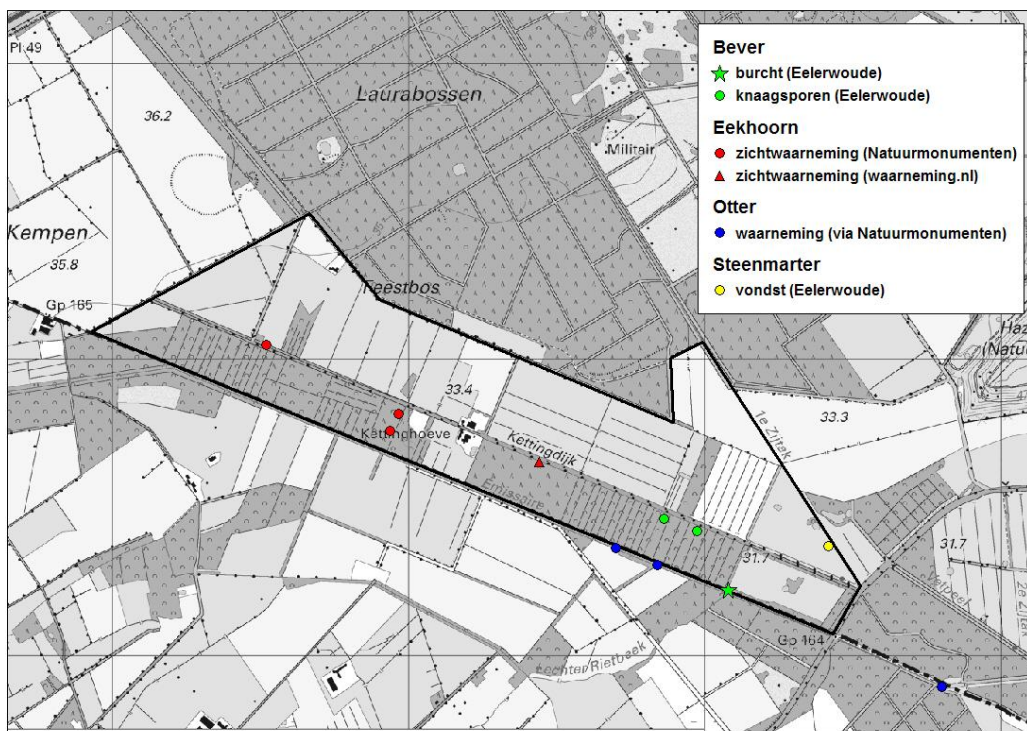 Pl 49
Laurabossen
36.2
Militair
Kempen
35.8
Gp 165
Feestbos
33.4
Kettinghoeve
Kettingdijk
Emissaire
1e Zijtak
33.3
Haz
(Natu
31.7
31.7
Gp 164
Lechter Rietbeek
Bever
burcht (Eelerwoude)
knaagsporen (Eelerwoude)
Eekhoorn
zichtwaarneming (Natuurmonumenten)
zichtwaarneming (waarneming.nl)
Otter
waarneming (via Natuurmonumenten)
Steenmarter
vondst (Eelerwoude)